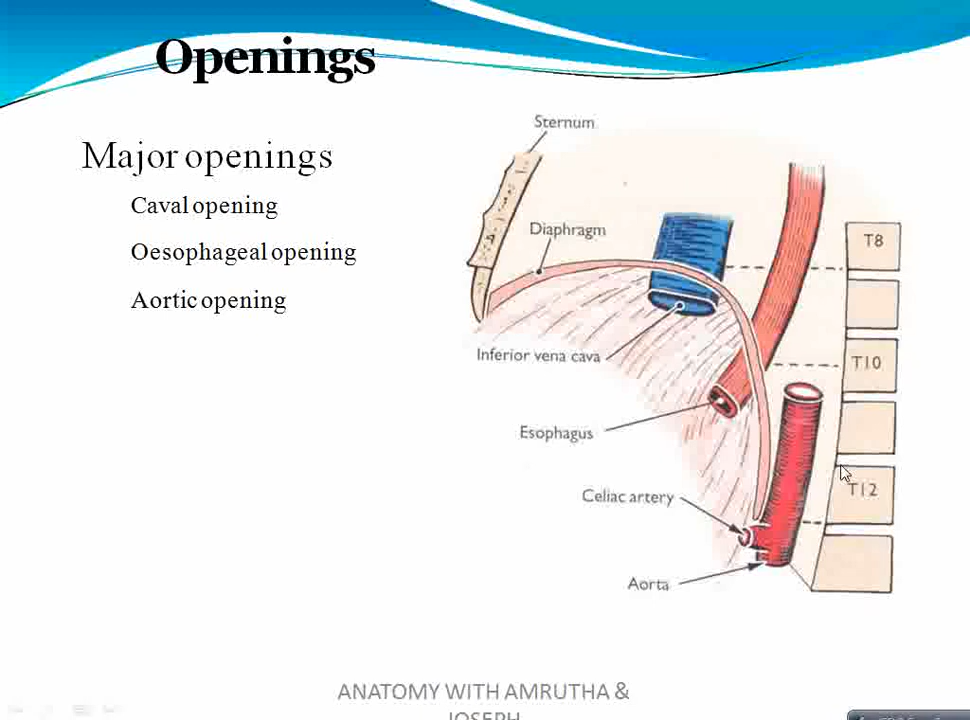 Openings
Major openings
Caval opening
Oesophageal opening
Aortic opening
Sternum
Diaphragm
T8
Inferior vena cava
T10
Esophagus
Celiac artery
T12
Aorta
ANATOMY WITH AMRUTHA &
JOSEPH